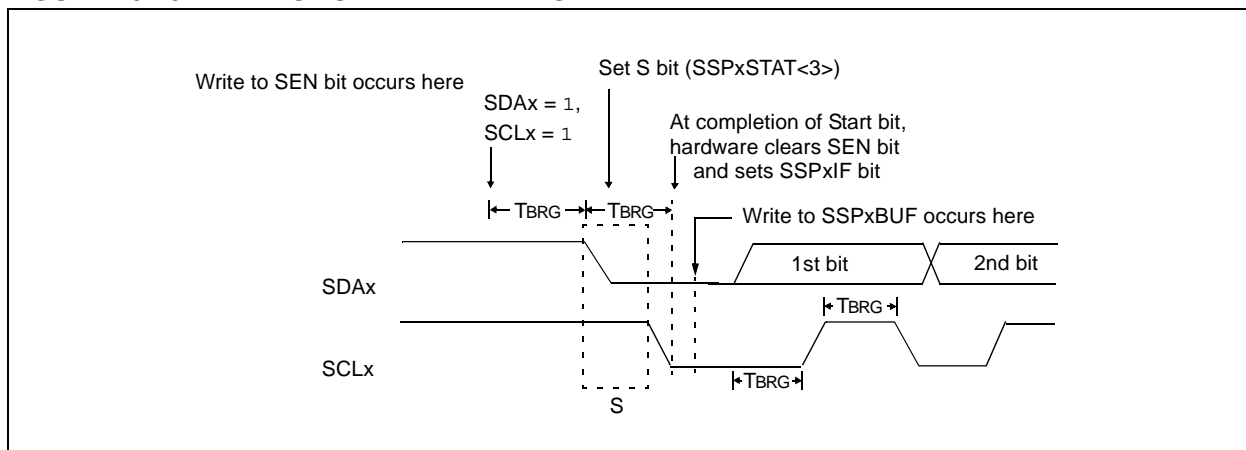 Write to SEN bit occurs here
Set S bit (SSPxSTAT<3>)
SDAx = 1,
SCLx = 1
At completion of Start bit,
hardware clears SEN bit
and sets SSPxIF bit
TBRG TBRG
Write to SSPxBUF occurs here
1st bit 2nd bit
SDAx
TBRG
SCLx
TBRG
S